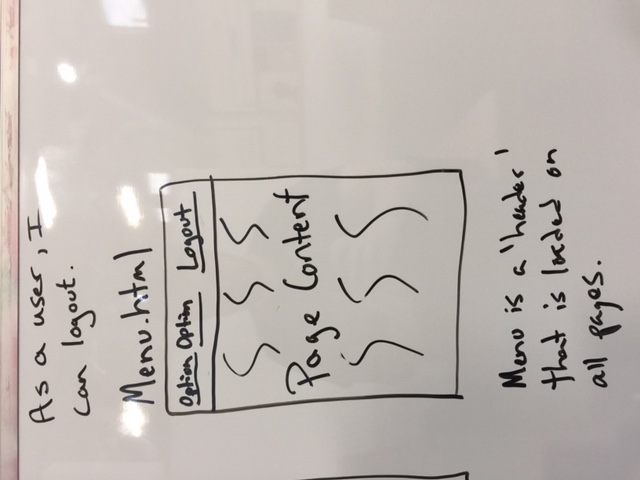 As a user, I
can logout.
Menu.html
Option Option Logout
Page Content
Menu is a 'header'
that is loaded on
all pages.